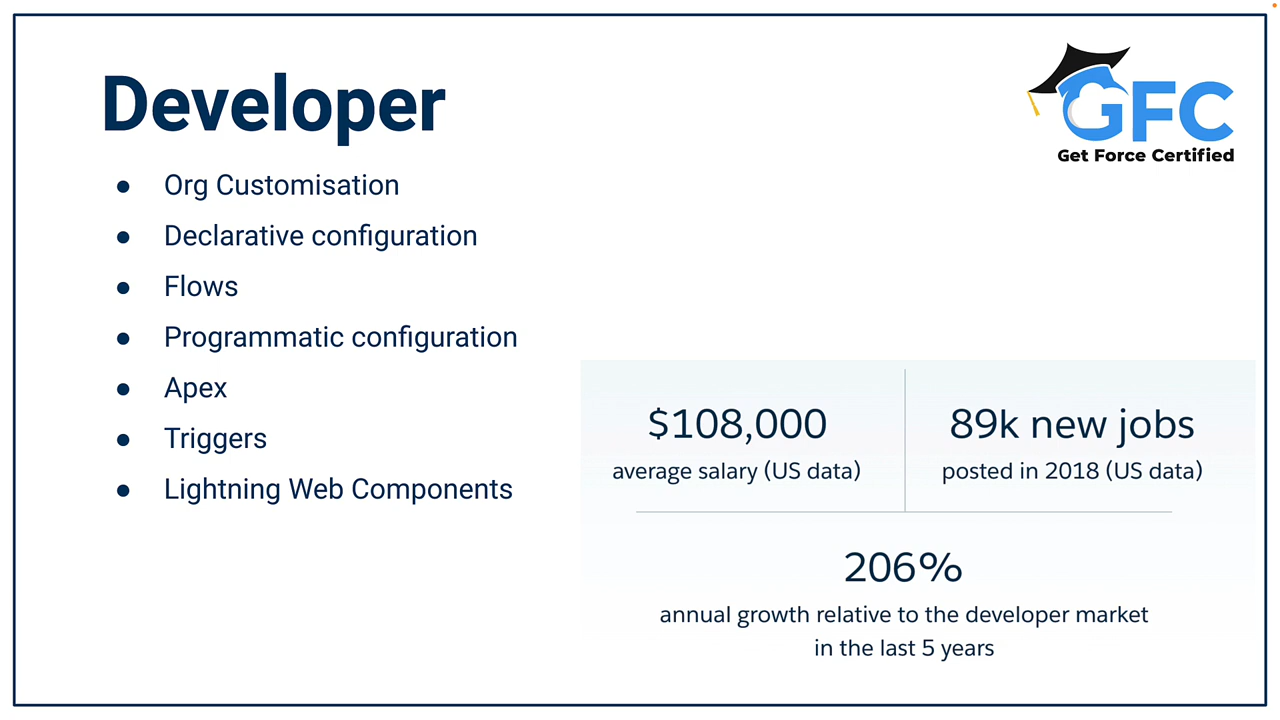 Developer
● Org Customisation
● Declarative configuration
● Flows
● Programmatic configuration
● Apex
● Triggers
● Lightning Web Components
GFC
Get Force Certified
$108,000
average salary (US data)
89k new jobs
posted in 2018 (US data)
206%
annual growth relative to the developer market
in the last 5 years